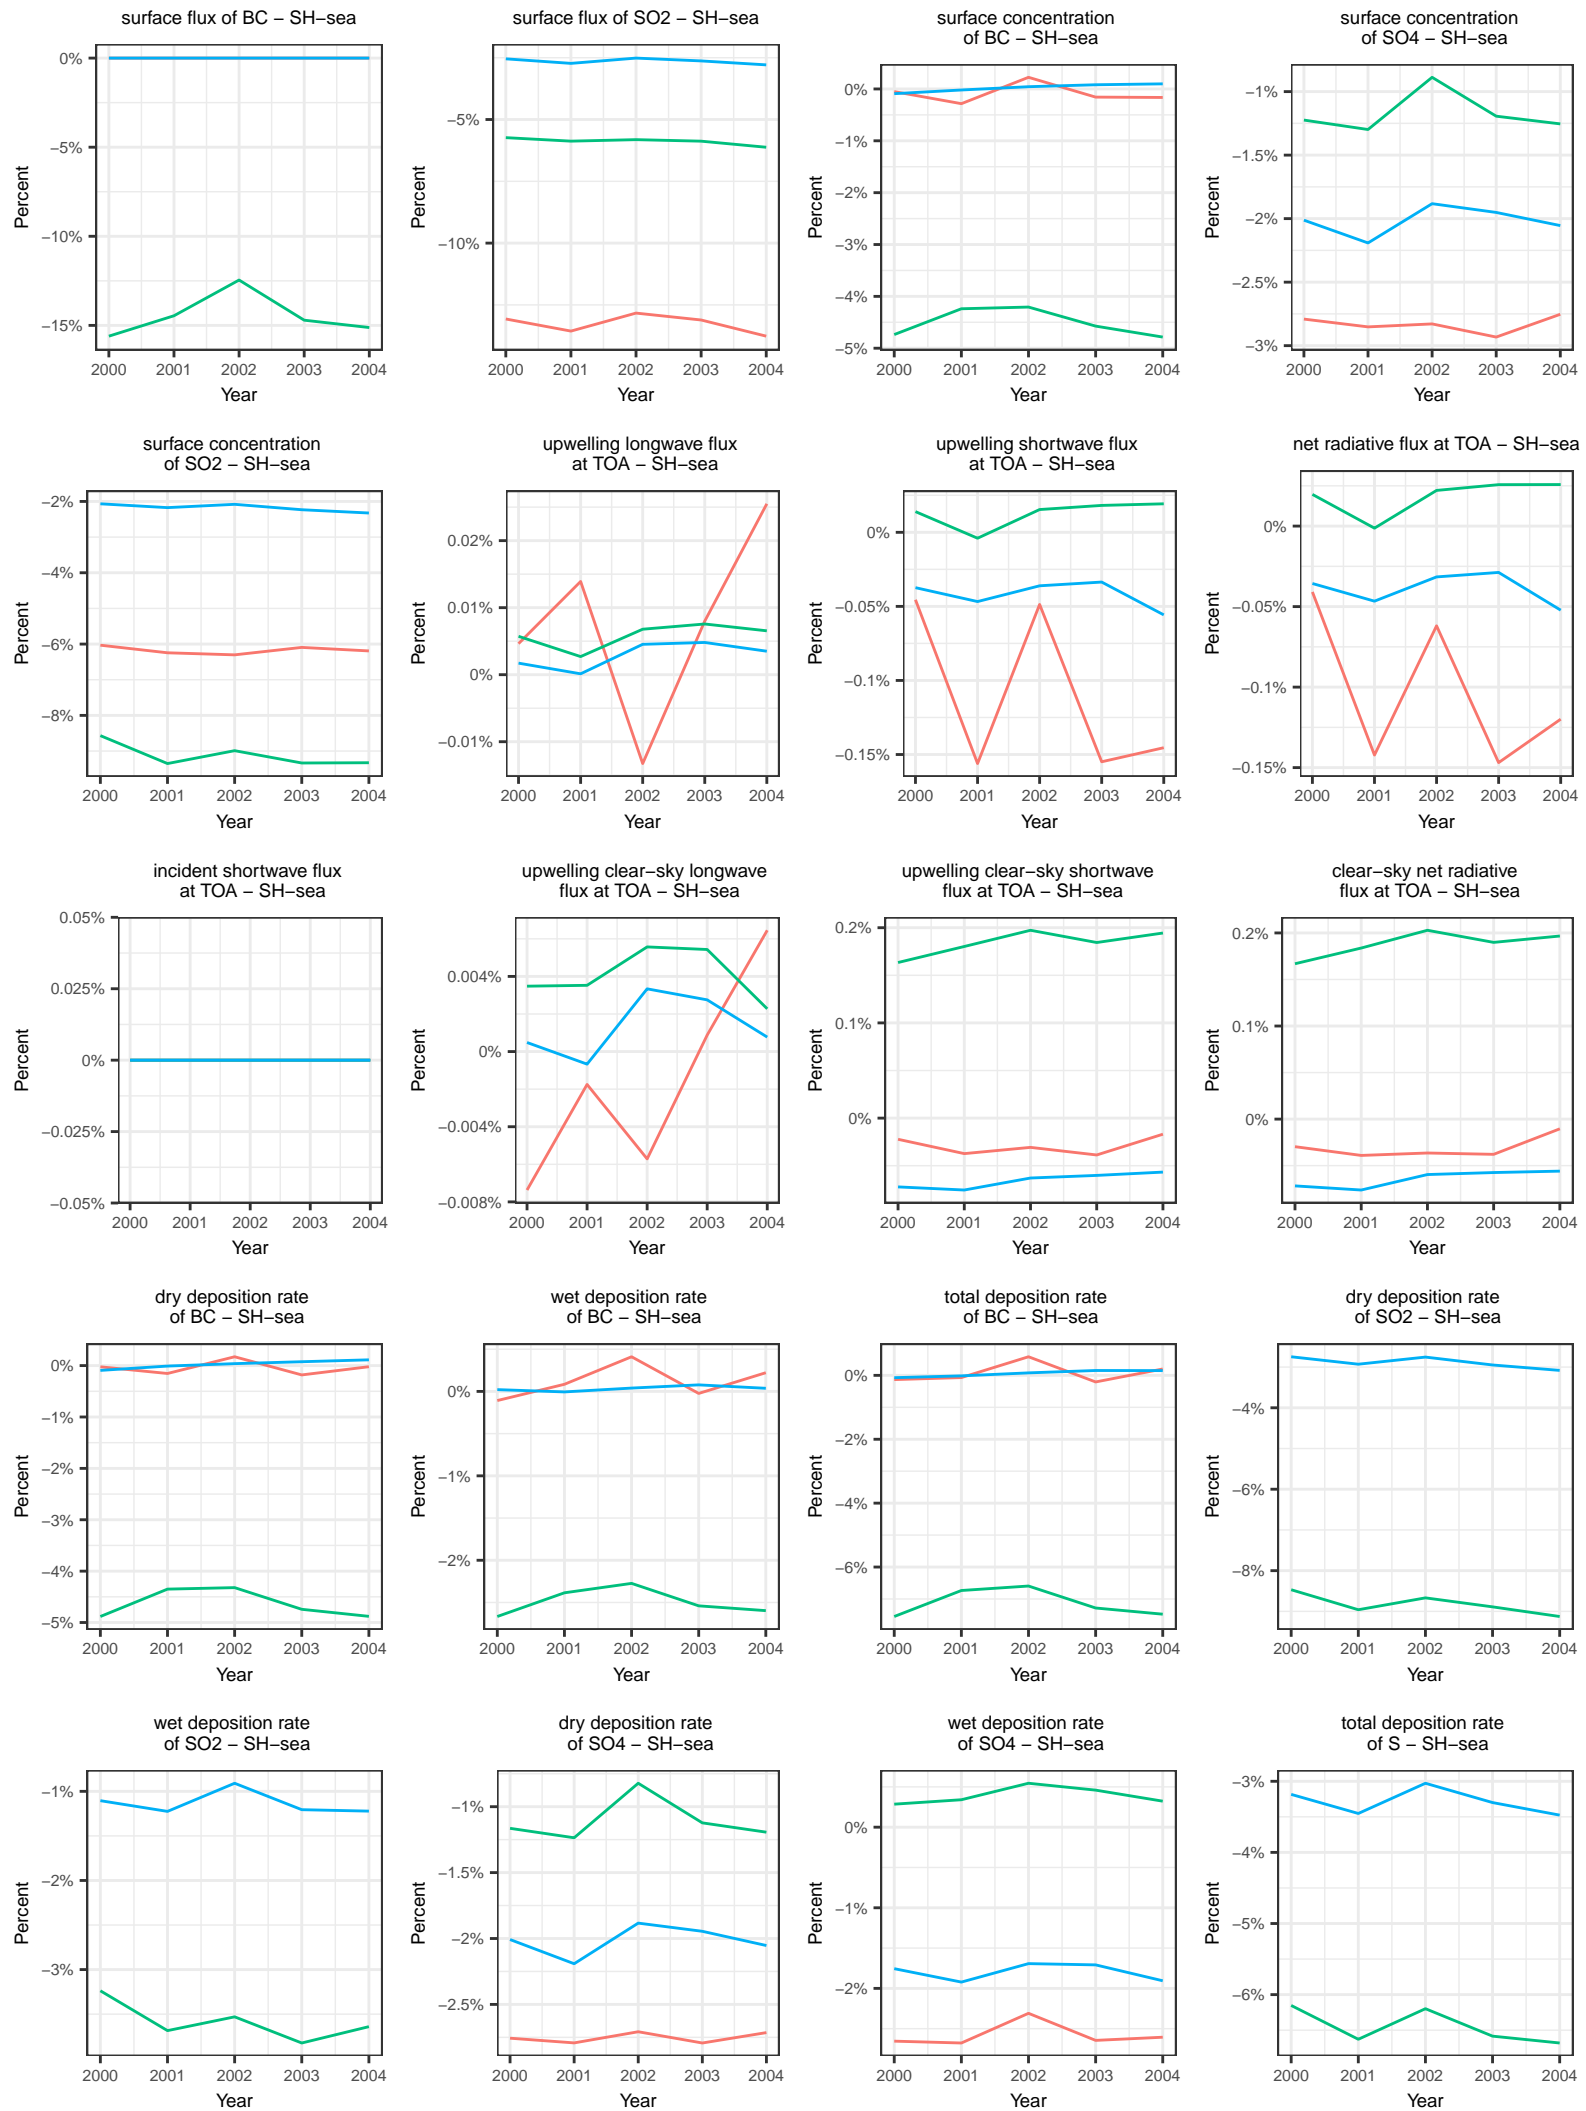 surface flux of BC − SH−sea
0%
−5%
−10%
−15%
Percent
2000 2001 2002 2003 2004
Year
surface flux of SO2 − SH−sea
−5%
−10%
Percent
2000 2001 2002 2003 2004
Year
surface concentration
of BC − SH−sea
0%
−1%
−2%
−3%
−4%
−5%
Percent
2000 2001 2002 2003 2004
Year
surface concentration
of SO4 − SH−sea
−1%
−1.5%
−2%
−2.5%
−3%
Percent
2000 2001 2002 2003 2004
Year
surface concentration
of SO2 − SH−sea
−2%
−4%
−6%
−8%
Percent
2000 2001 2002 2003 2004
Year
upwelling longwave flux
at TOA − SH−sea
0.02%
0.01%
0%
−0.01%
Percent
2000 2001 2002 2003 2004
Year
upwelling shortwave flux
at TOA − SH−sea
0%
−0.05%
−0.1%
−0.15%
Percent
2000 2001 2002 2003 2004
Year
net radiative flux at TOA − SH−sea
0%
−0.05%
−0.1%
−0.15%
Percent
2000 2001 2002 2003 2004
Year
incident shortwave flux
at TOA − SH−sea
0.05%
0.025%
0%
−0.025%
−0.05%
Percent
2000 2001 2002 2003 2004
Year
upwelling clear−sky longwave
flux at TOA − SH−sea
0.004%
0%
−0.004%
−0.008%
Percent
2000 2001 2002 2003 2004
Year
upwelling clear−sky shortwave
flux at TOA − SH−sea
0.2%
0.1%
0%
Percent
2000 2001 2002 2003 2004
Year
clear−sky net radiative
flux at TOA − SH−sea
0.2%
0.1%
0%
Percent
2000 2001 2002 2003 2004
Year
dry deposition rate
of BC − SH−sea
0%
−1%
−2%
−3%
−4%
−5%
Percent
2000 2001 2002 2003 2004
Year
wet deposition rate
of BC − SH−sea
0%
−1%
−2%
Percent
2000 2001 2002 2003 2004
Year
total deposition rate
of BC − SH−sea
0%
−2%
−4%
−6%
Percent
2000 2001 2002 2003 2004
Year
dry deposition rate
of SO2 − SH−sea
−4%
−6%
−8%
Percent
2000 2001 2002 2003 2004
Year
wet deposition rate
of SO2 − SH−sea
−1%
−2%
−3%
Percent
2000 2001 2002 2003 2004
Year
dry deposition rate
of SO4 − SH−sea
−1%
−1.5%
−2%
−2.5%
Percent
2000 2001 2002 2003 2004
Year
wet deposition rate
of SO4 − SH−sea
0%
−1%
−2%
Percent
2000 2001 2002 2003 2004
Year
total deposition rate
of S − SH−sea
−3%
−4%
−5%
−6%
Percent
2000 2001 2002 2003 2004
Year